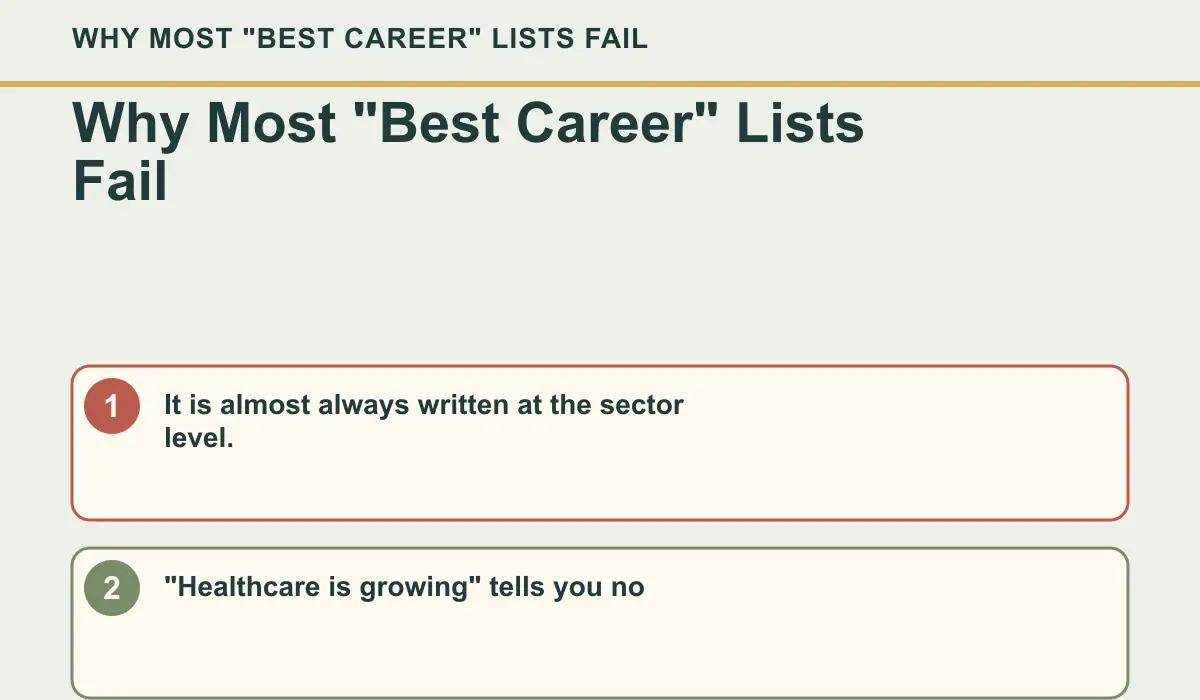 WHY MOST "BEST CAREER" LISTS FAIL
Why Most "Best Career" Lists
Fail
1
It is almost always written at the sector
level.
2
"Healthcare is growing" tells you no